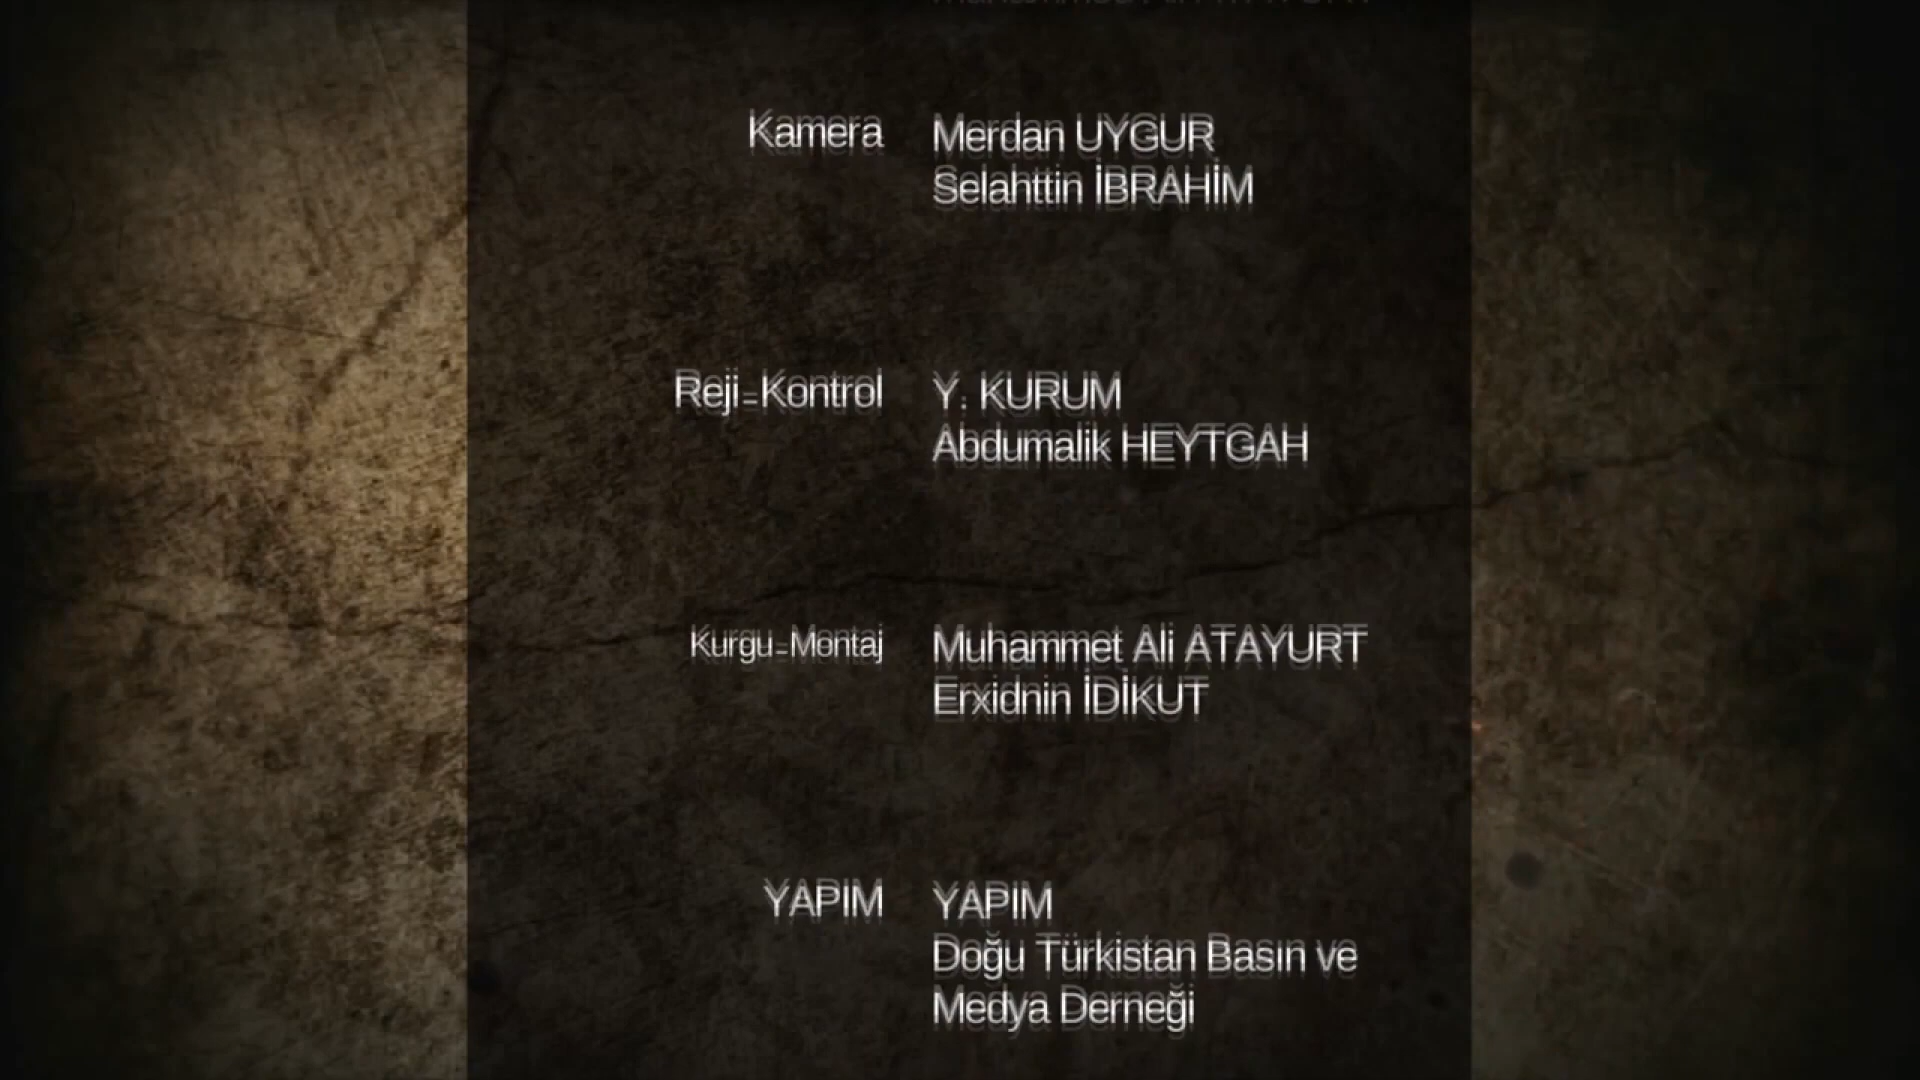 Kamera Merdan UYGUR
Selahttin İBRAHİM
Reji-Kontrol Y. KURUM
Abdumalik HEYTGAH
Kurgu-Montaj Muhammet Ali ATAYURT
Erxidnin İDİKUT
YAPIM YAPIM
Doğu Türkistan Basın ve
Medya Derneği